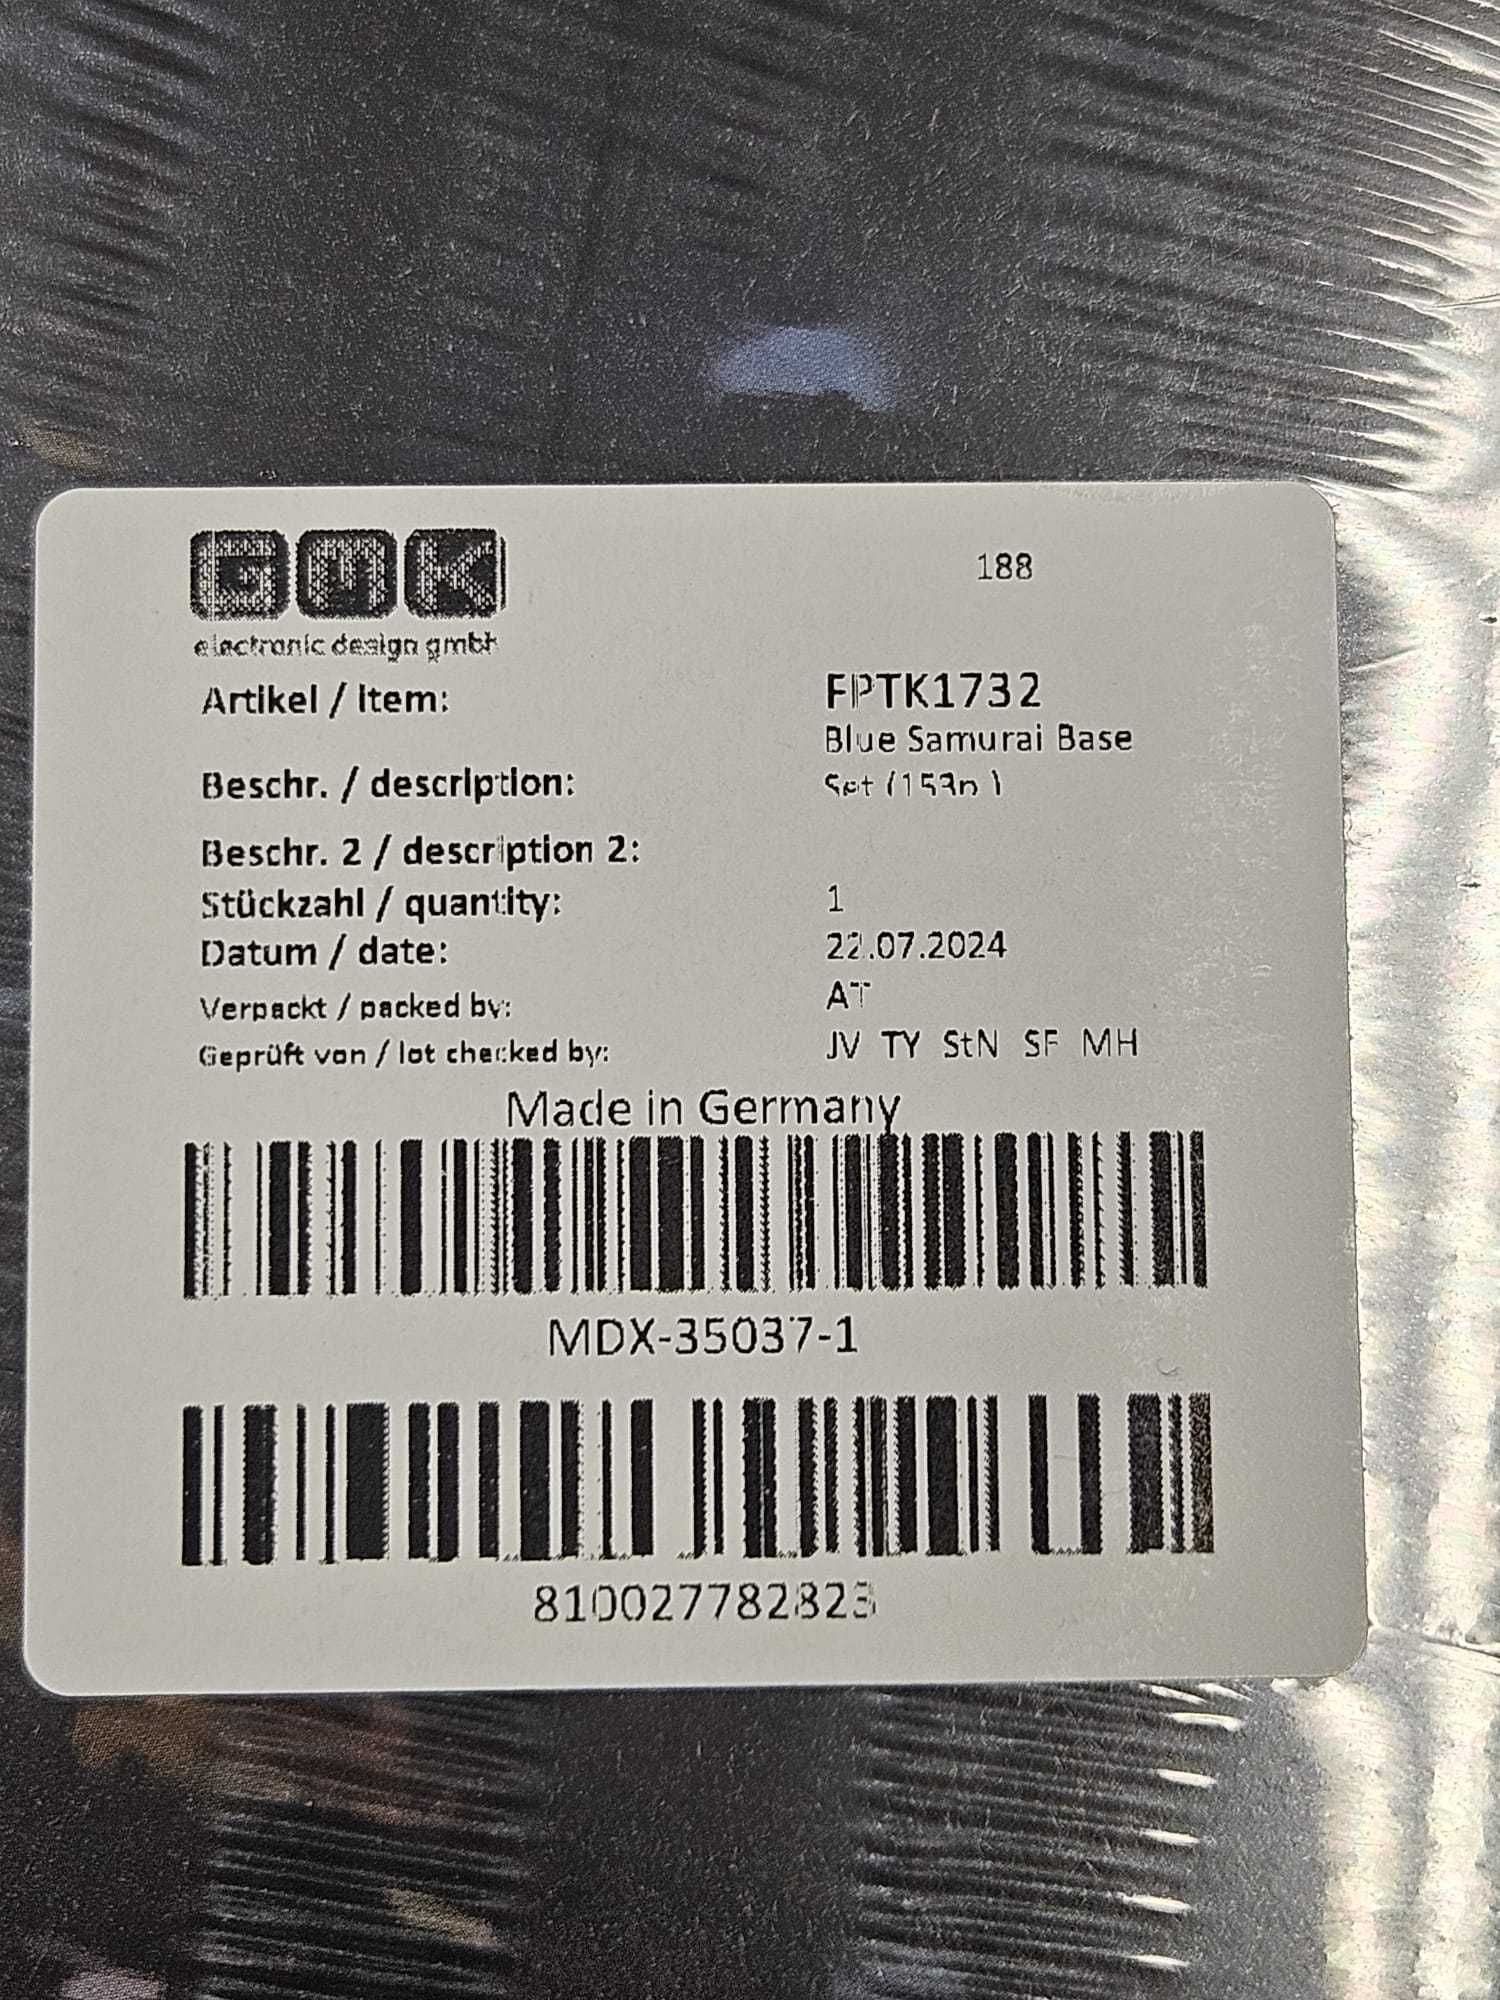 GMK
188
electronic design gmbh
Artikel / Item: FPTK1732
Blue Samurai Base
Beschr. / description: Set (153p.)
Beschr. 2 / description 2:
Stückzahl / quantity: 1
Datum / date: 22.07.2024
Verpackt / packed by: AT
Geprüft von / lot checked by: JV TY StN SF MH
Made in Germany
MDX-35037-1
810027782823